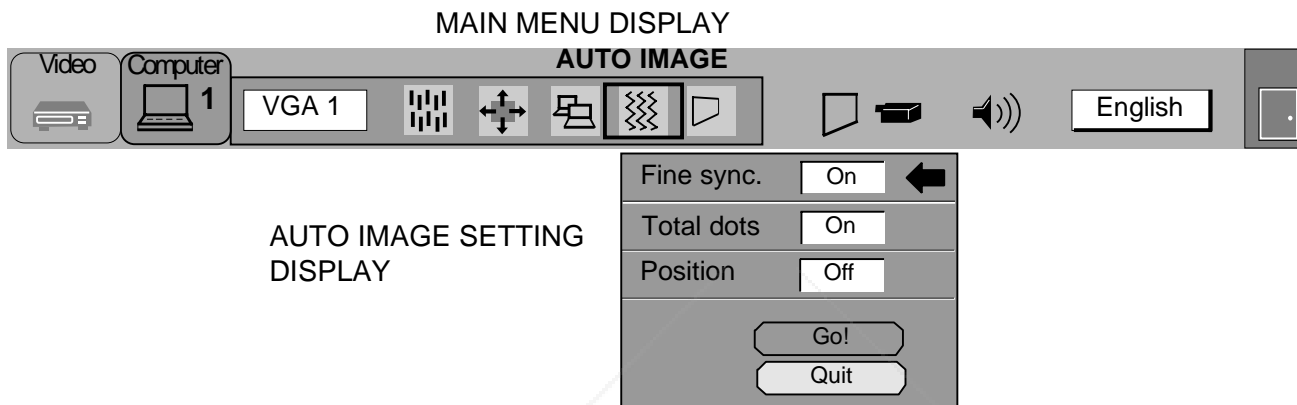 MAIN MENU DISPLAY
AUTO IMAGE
Video
Computer
1
VGA 1
English
Fine sync. On
Total dots On
Position Off
AUTO IMAGE SETTING
DISPLAY
Go!
Quit